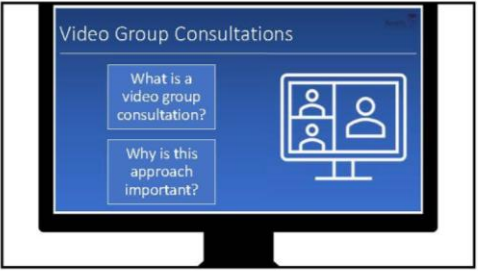 Video Group Consultations
What is a
video group
consultation?
Why is this
approach
important?